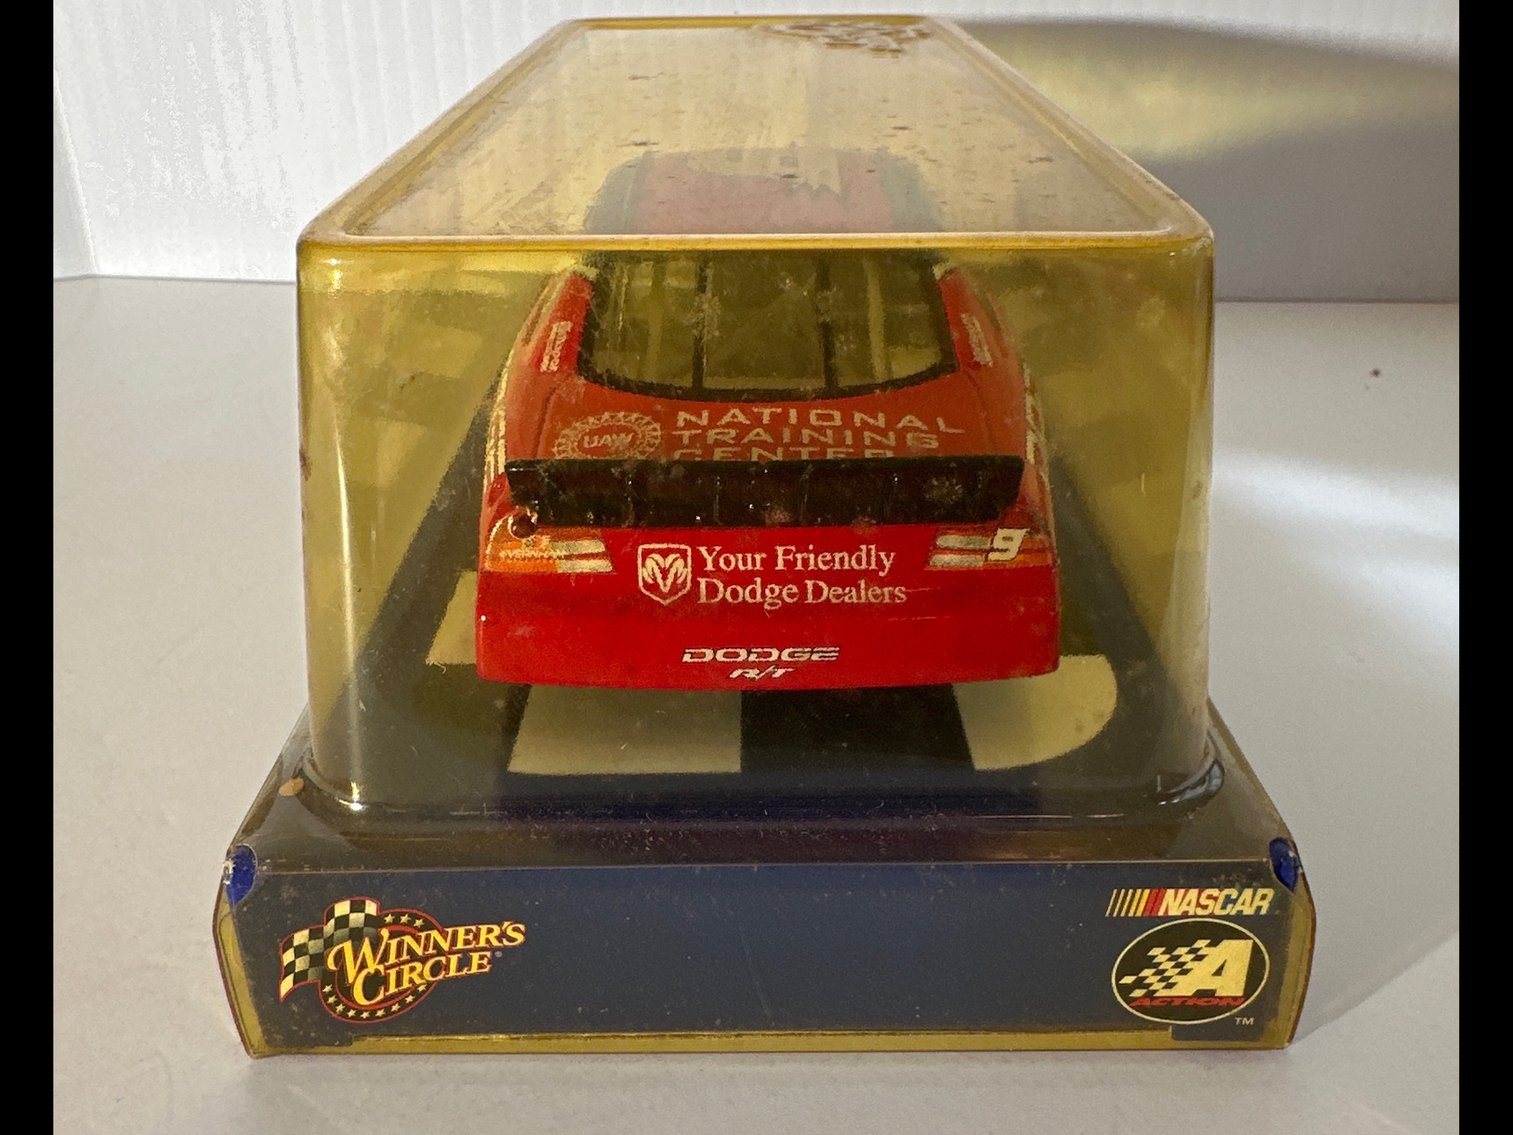 UAW
NATIONAL
TRAINING
CENTER
9
Your Friendly
Dodge Dealers
DODGE
R/T
WINNER'S
CIRCLE
NASCAR
A
ACTION
TM